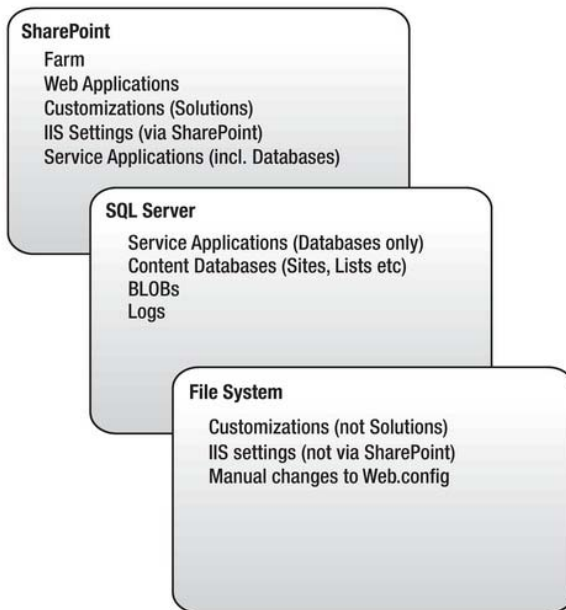 SharePoint
Farm
Web Applications
Customizations (Solutions)
IIS Settings (via SharePoint)
Service Applications (incl. Databases)
SQL Server
Service Applications (Databases only)
Content Databases (Sites, Lists etc)
BLOBs
Logs
File System
Customizations (not Solutions)
IIS settings (not via SharePoint)
Manual changes to Web.config